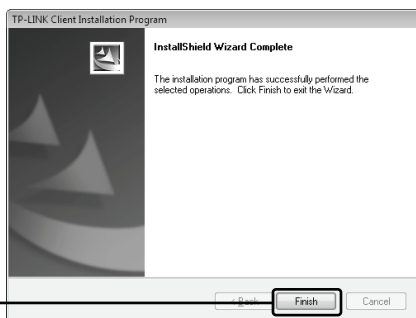 TP-LINK Client Installation Program
InstallShield Wizard Complete
The installation program has successfully performed the
selected operations. Click Finish to exit the Wizard.
< Back
Finish
Cancel